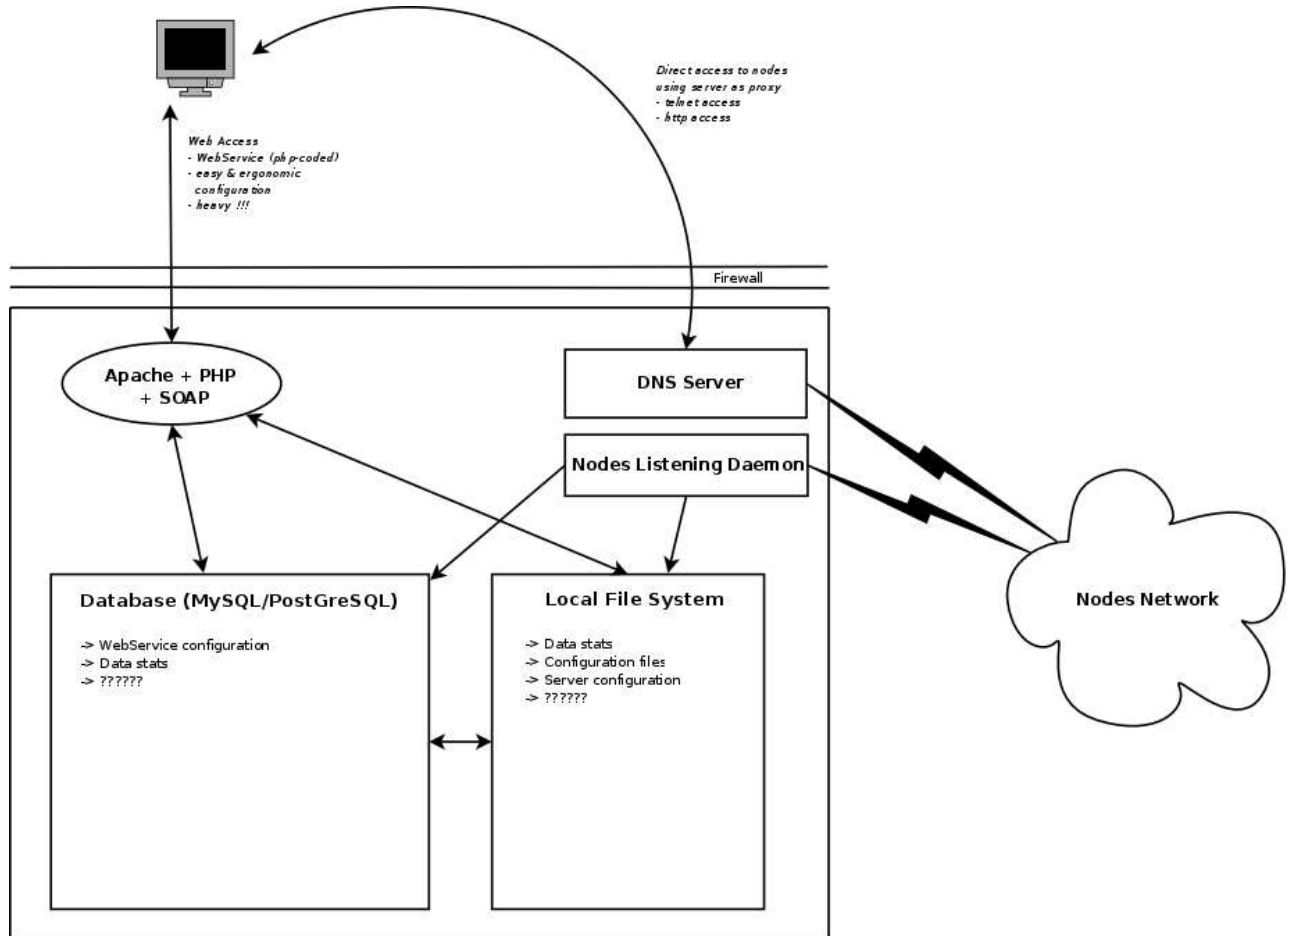 Direct access to nodes
using server as proxy
- telnet access
- http access
Web Access
- WebService (php-coded)
- easy & ergonomic
configuration
- heavy !!!
Firewall
Apache + PHP
+ SOAP
DNS Server
Nodes Listening Daemon
Database (MySQL/PostGreSQL)
-> WebService configuration
-> Data stats
-> ??????
Local File System
-> Data stats
-> Configuration files
-> Server configuration
-> ??????
Nodes Network